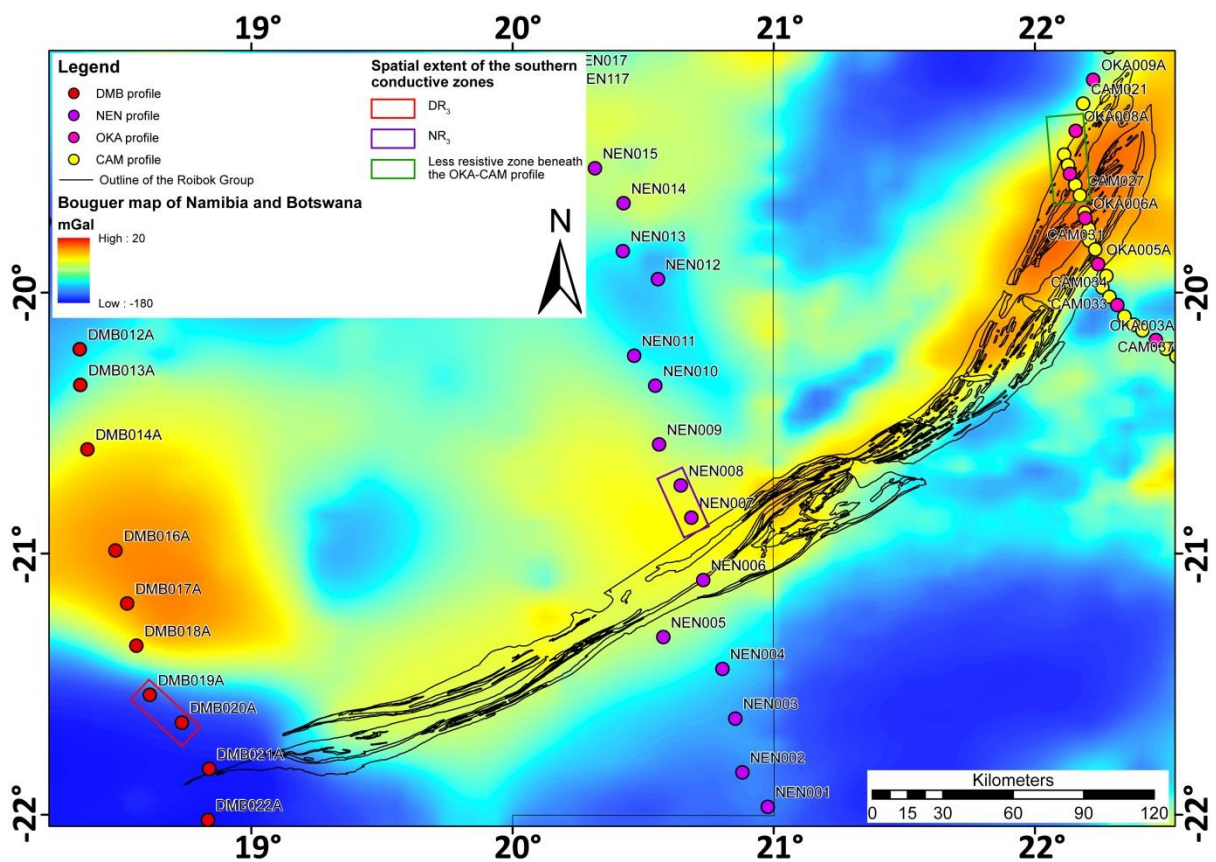 19°
20°
21°
22°
Legend
DMB profile
NEN profile
OKA profile
CAM profile
Outline of the Roibok Group
Bouguer map of Namibia and Botswana
mGal
High : 20
Low : -180
Spatial extent of the southern
conductive zones
DR3
NR3
Less resistive zone beneath
the OKA-CAM profile
N
NEN117
NEN015
NEN014
NEN013
NEN012
NEN011
NEN010
NEN009
NEN008
NEN007
NEN006
NEN005
NEN004
NEN003
NEN002
NEN001
OKA009A
CAM021
OKA008A
CAM027
OKA006A
CAM031
OKA005A
CAM034
CAM033
OKA003A
CAM037
DMB012A
DMB013A
DMB014A
DMB016A
DMB017A
DMB018A
DMB019A
DMB020A
DMB021A
DMB022A
-20°
-21°
-22°
-20°
-21°
-22°
Kilometers
0 15 30 60 90 120
19°
20°
21°
22°